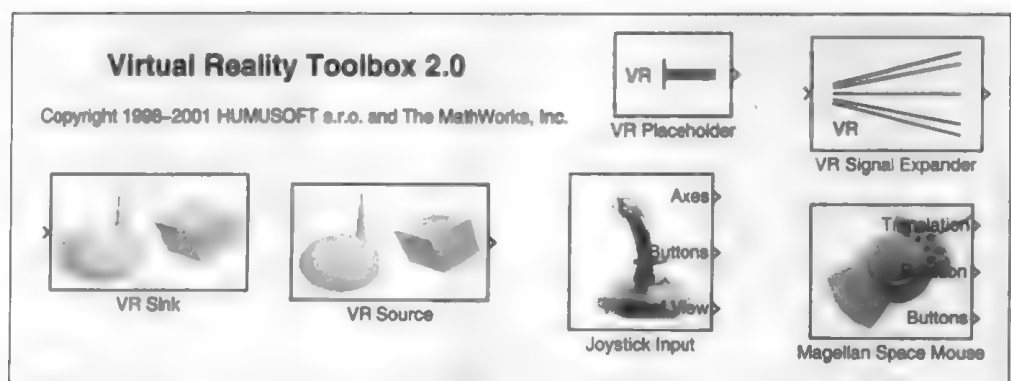 Virtual Reality Toolbox 2.0
Copyright 1998–2001 HUMUSOFT s.r.o. and The MathWorks, Inc.
VR
VR Placeholder
VR
VR Signal Expander
VR Sink
VR Source
Axes
Buttons
View
Joystick Input
Translation
Buttons
Magellan Space Mouse